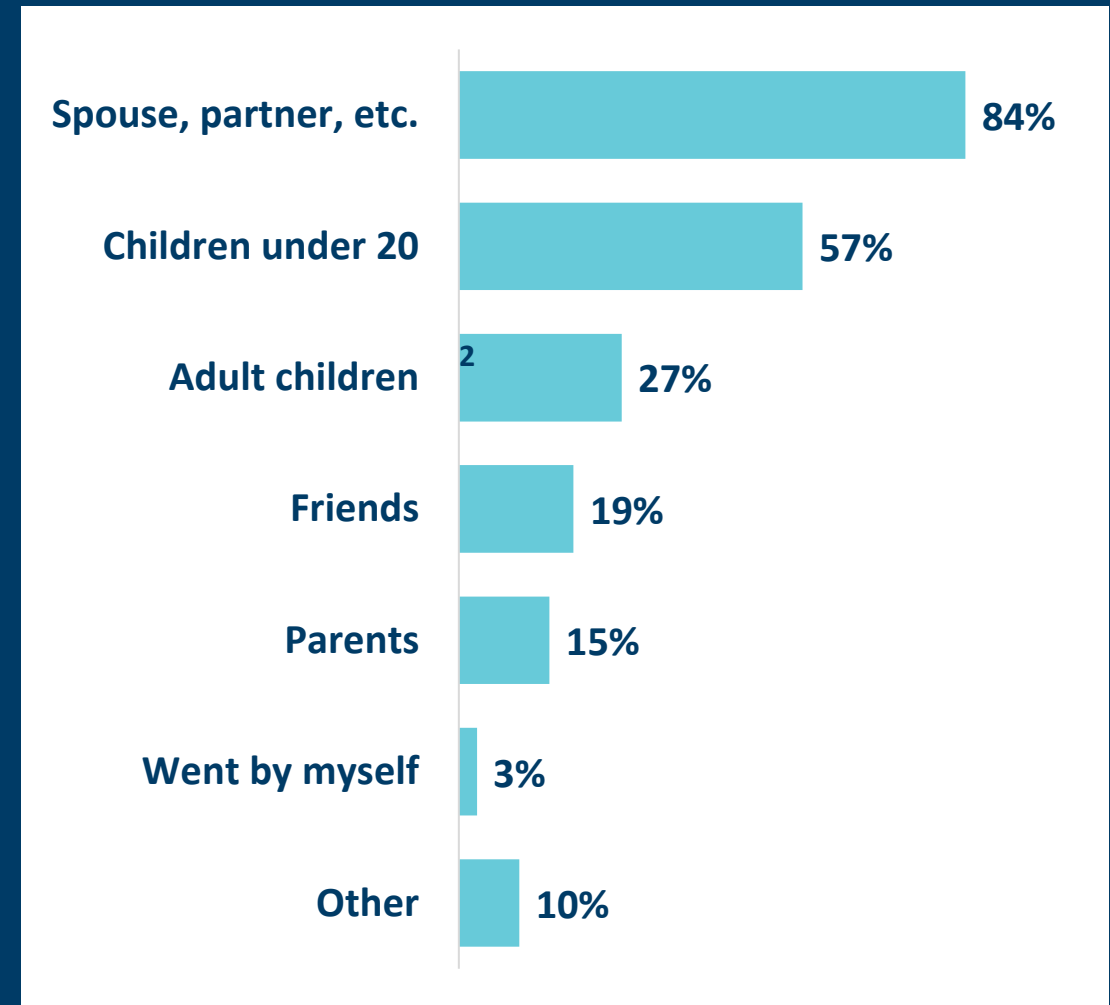 Spouse, partner, etc. 84%
Children under 20 57%
Adult children 2 27%
Friends 19%
Parents 15%
Went by myself 3%
Other 10%